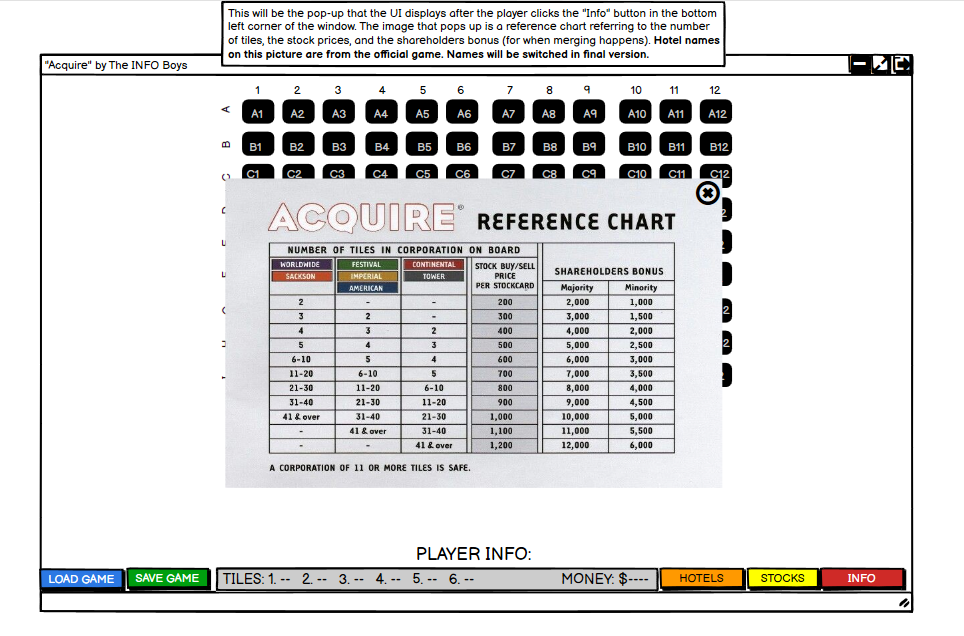 This will be the pop-up that the UI displays after the player clicks the "Info" button in the bottom
left corner of the window. The image that pops up is a reference chart referring to the number
of tiles, the stock prices, and the shareholders bonus (for when merging happens). Hotel names
on this picture are from the official game. Names will be switched in final version.
"Acquire" by The INFO Boys
1 2 3 4 5 6 7 8 9 10 11 12
A A1 A2 A3 A4 A5 A6 A7 A8 A9 A10 A11 A12
B B1 B2 B3 B4 B5 B6 B7 B8 B9 B10 B11 B12
C C1 C2 C3 C4 C5 C6 C7 C8 C9 C10 C11 C12
ACQUIRE® REFERENCE CHART
NUMBER OF TILES IN CORPORATION ON BOARD
WORLDWIDE FESTIVAL CONTINENTAL STOCK BUY/SELL
SACKSON IMPERIAL TOWER PRICE SHAREHOLDERS BONUS
AMERICAN PER STOCKCARD Majority Minority
2 - - 200 2,000 1,000
3 2 - 300 3,000 1,500
4 3 2 400 4,000 2,000
5 4 3 500 5,000 2,500
6-10 5 4 600 6,000 3,000
11-20 6-10 5 700 7,000 3,500
21-30 11-20 6-10 800 8,000 4,000
31-40 21-30 11-20 900 9,000 4,500
41 & over 31-40 21-30 1,000 10,000 5,000
- 41 & over 31-40 1,100 11,000 5,500
- - 41 & over 1,200 12,000 6,000
A CORPORATION OF 11 OR MORE TILES IS SAFE.
PLAYER INFO:
LOAD GAME SAVE GAME TILES: 1. -- 2. -- 3. -- 4. -- 5. -- 6. -- MONEY: $---- HOTELS STOCKS INFO